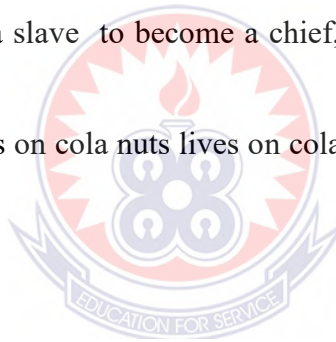 a slave to become a chief,
s on cola nuts lives on cola
EDUCATION FOR SERVICE